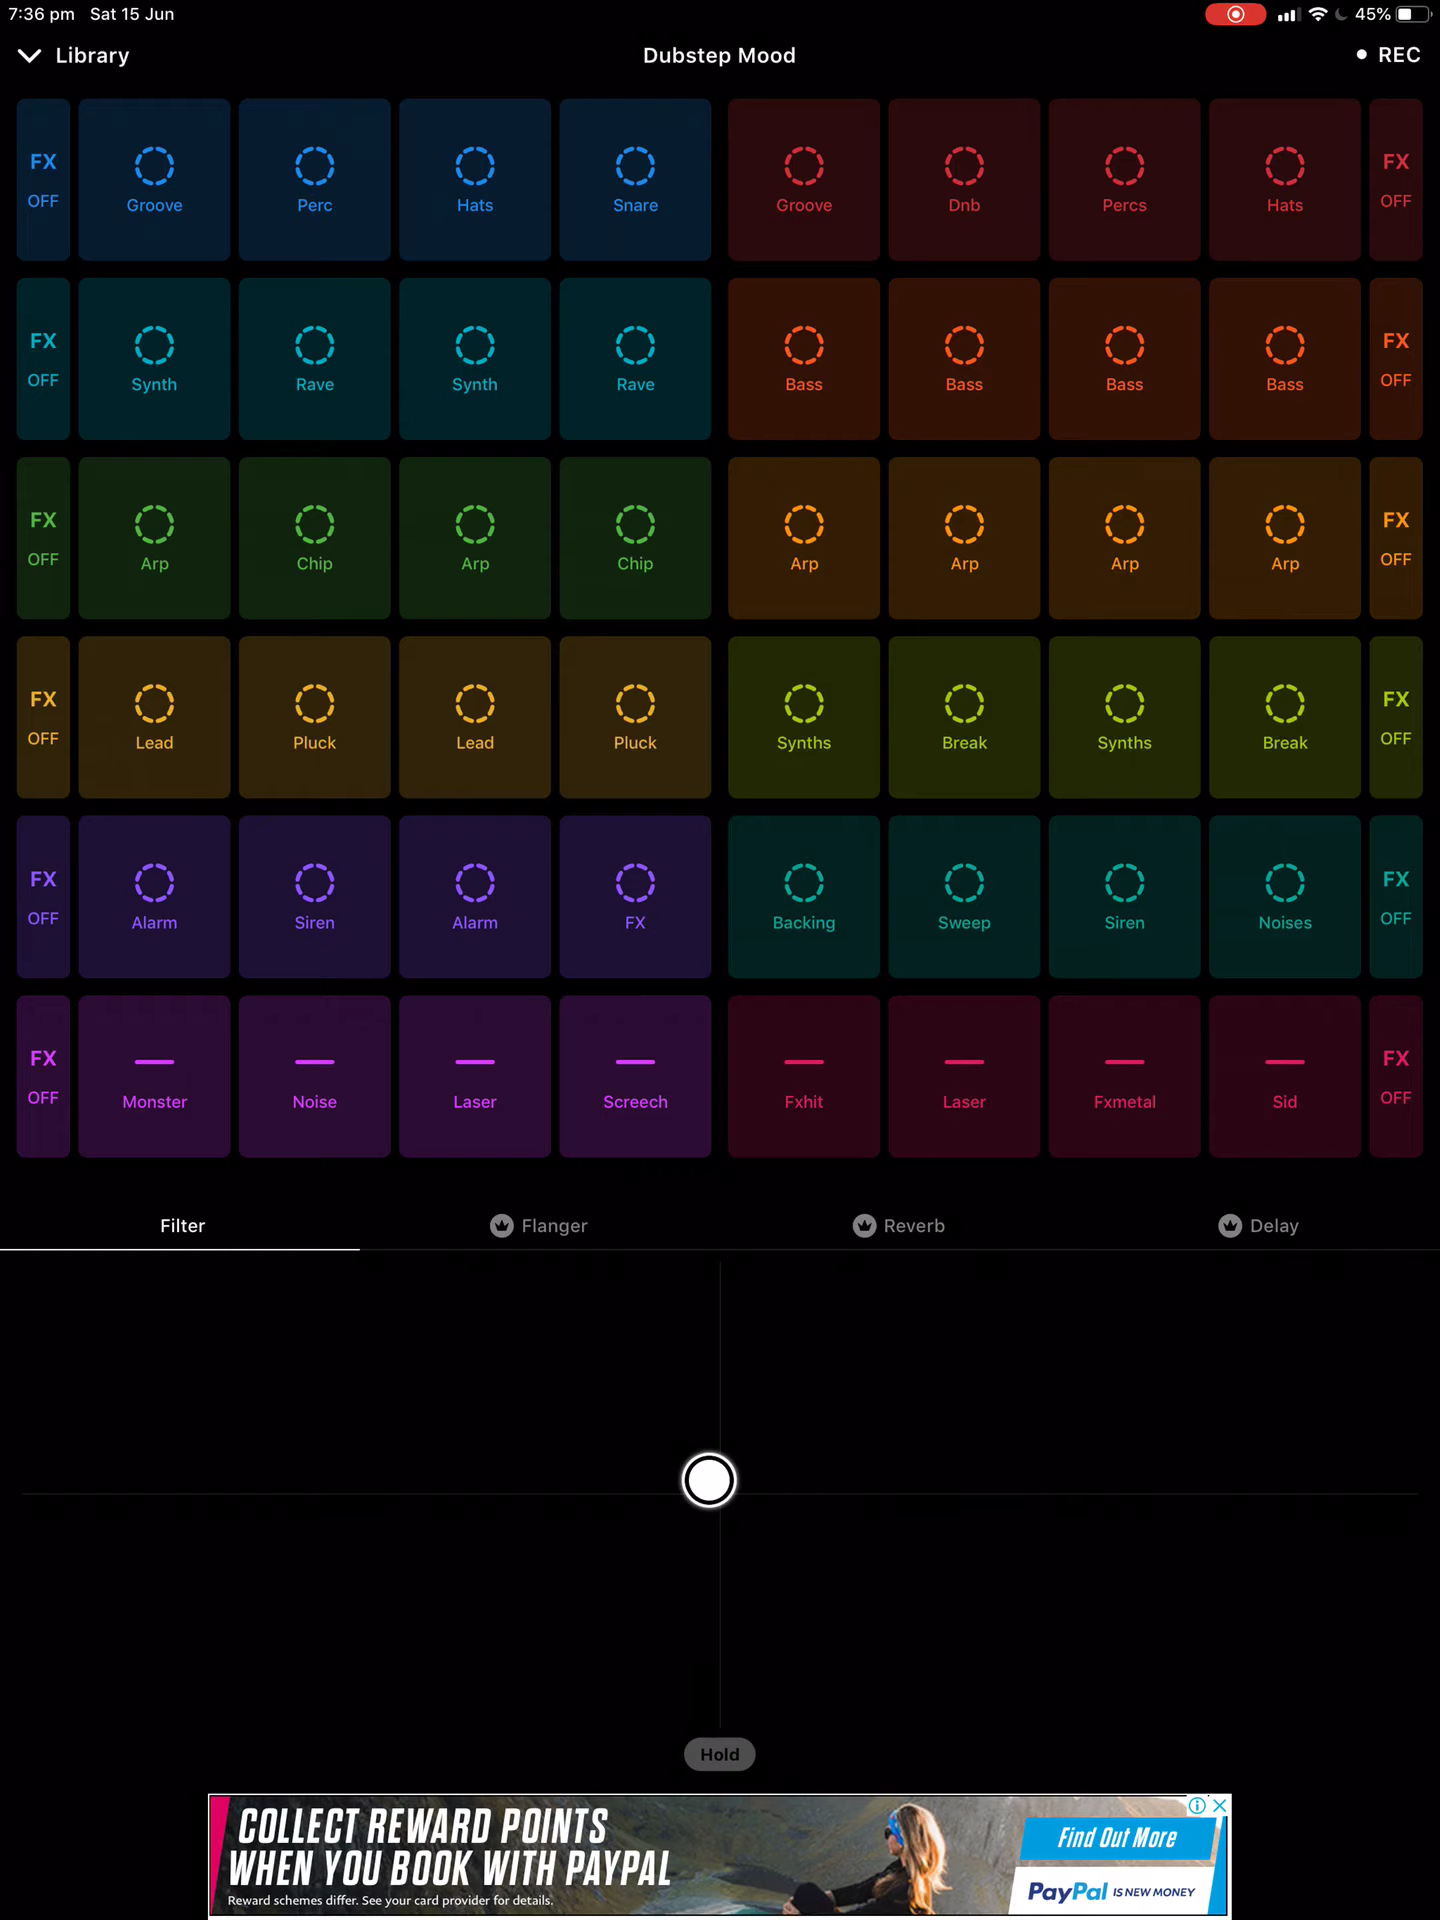 7:36 pm Sat 15 Jun 45%
Library Dubstep Mood REC
FX Groove Perc Hats Snare Groove Dnb Percs Hats FX
OFF OFF
FX Synth Rave Synth Rave Bass Bass Bass Bass FX
OFF OFF
FX Arp Chip Arp Chip Arp Arp Arp Arp FX
OFF OFF
FX Lead Pluck Lead Pluck Synths Break Synths Break FX
OFF OFF
FX Alarm Siren Alarm FX Backing Sweep Siren Noises FX
OFF OFF
FX Monster Noise Laser Screech Fxhit Laser Fxmetal Sid FX
OFF OFF
Filter Flanger Reverb Delay
Hold
COLLECT REWARD POINTS
WHEN YOU BOOK WITH PAYPAL
Reward schemes differ. See your card provider for details.
Find Out More
PayPal IS NEW MONEY